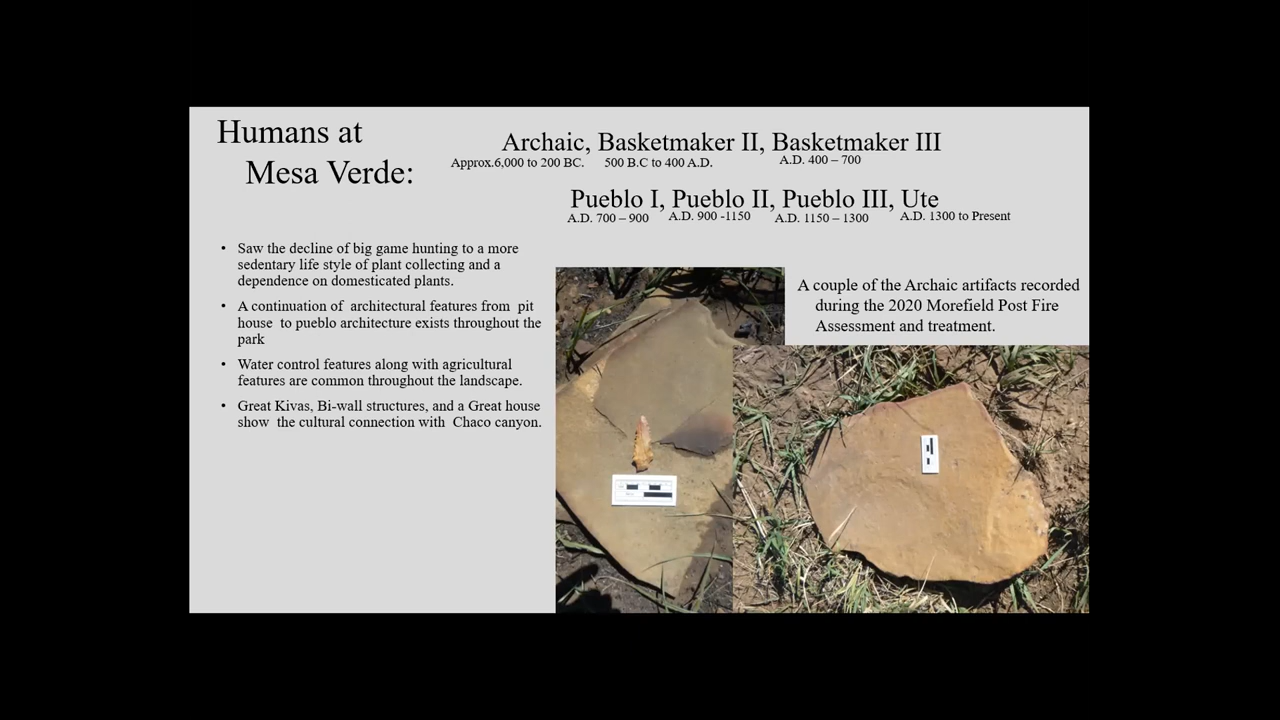 Humans at
Mesa Verde:
Archaic, Basketmaker II, Basketmaker III
Approx.6,000 to 200 BC. 500 B.C to 400 A.D. A.D. 400 – 700
Pueblo I, Pueblo II, Pueblo III, Ute
A.D. 700 – 900 A.D. 900 -1150 A.D. 1150 – 1300 A.D. 1300 to Present
• Saw the decline of big game hunting to a more
sedentary life style of plant collecting and a
dependence on domesticated plants.
• A continuation of architectural features from pit
house to pueblo architecture exists throughout the
park
• Water control features along with agricultural
features are common throughout the landscape.
• Great Kivas, Bi-wall structures, and a Great house
show the cultural connection with Chaco canyon.
A couple of the Archaic artifacts recorded
during the 2020 Morefield Post Fire
Assessment and treatment.